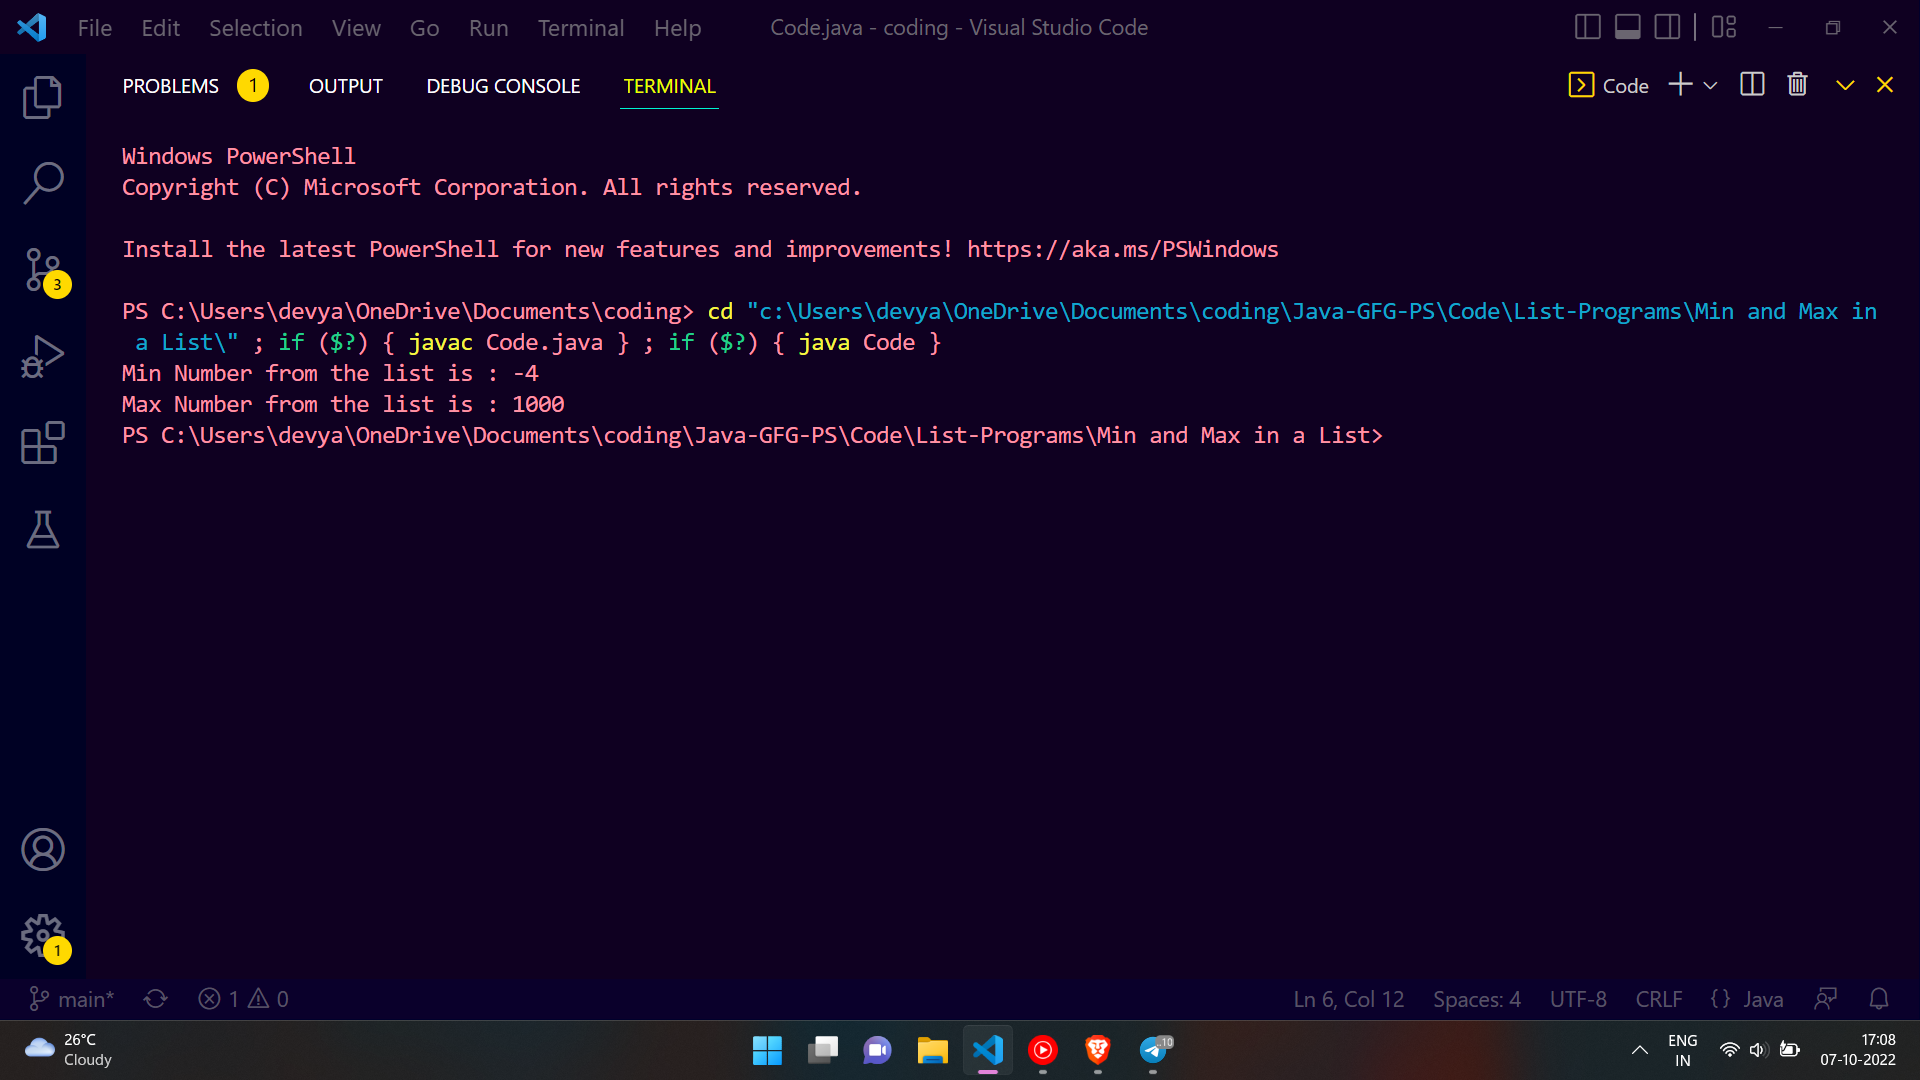 File Edit Selection View Go Run Terminal Help Code.java - coding - Visual Studio Code
PROBLEMS 1 OUTPUT DEBUG CONSOLE TERMINAL Code
Windows PowerShell
Copyright (C) Microsoft Corporation. All rights reserved.
Install the latest PowerShell for new features and improvements! https://aka.ms/PSWindows
PS C:\Users\devya\OneDrive\Documents\coding> cd "c:\Users\devya\OneDrive\Documents\coding\Java-GFG-PS\Code\List-Programs\Min and Max in
a List\" ; if ($?) { javac Code.java } ; if ($?) { java Code }
Min Number from the list is : -4
Max Number from the list is : 1000
PS C:\Users\devya\OneDrive\Documents\coding\Java-GFG-PS\Code\List-Programs\Min and Max in a List>
3
1
main* 1 0 Ln 6, Col 12 Spaces: 4 UTF-8 CRLF {} Java
26°C
Cloudy
10
ENG
IN
17:08
07-10-2022